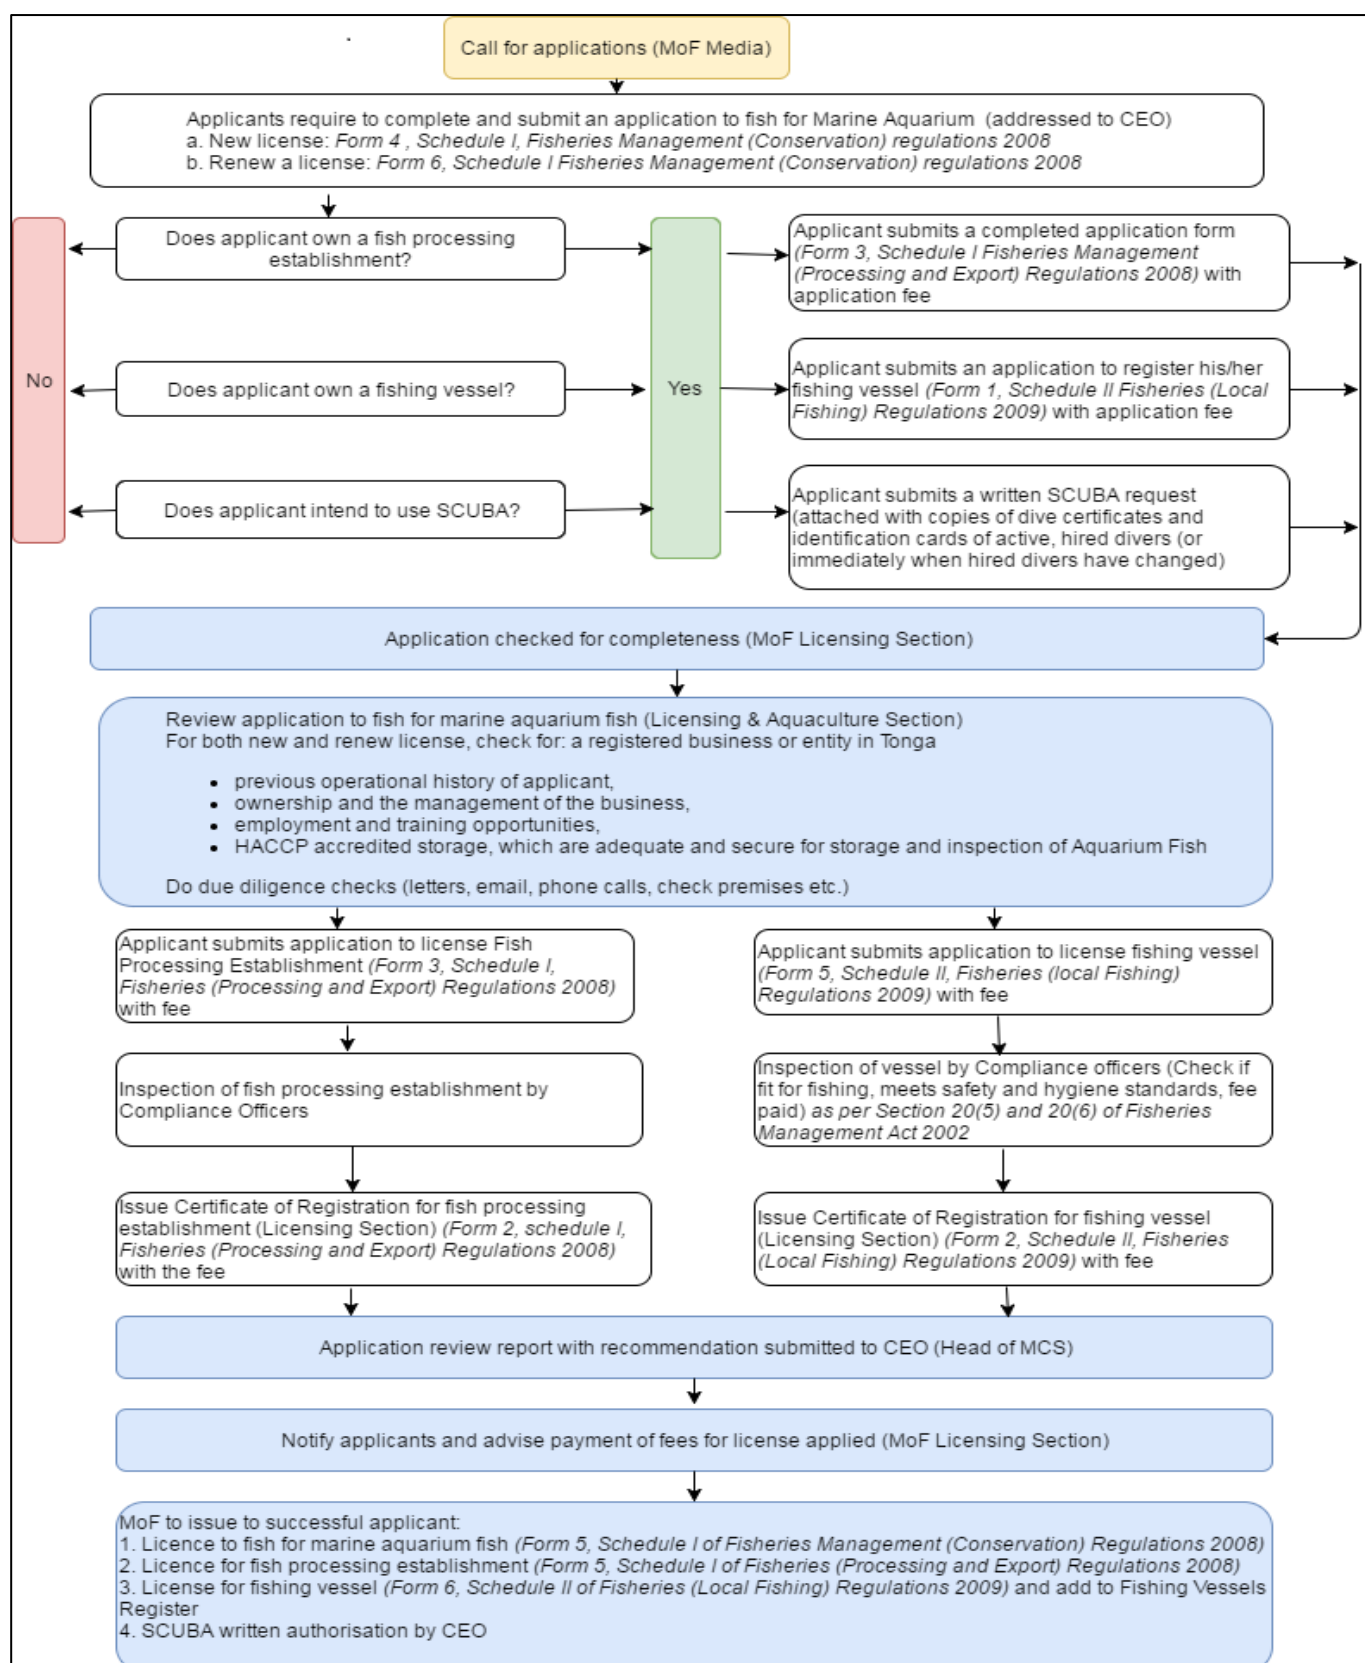 Call for applications (MoF Media)
Applicants require to complete and submit an application to fish for Marine Aquarium (addressed to CEO)
a. New license: Form 4 , Schedule I, Fisheries Management (Conservation) regulations 2008
b. Renew a license: Form 6, Schedule I Fisheries Management (Conservation) regulations 2008
No
Does applicant own a fish processing
establishment?
Does applicant own a fishing vessel?
Does applicant intend to use SCUBA?
Yes
Applicant submits a completed application form
(Form 3, Schedule I Fisheries Management
(Processing and Export) Regulations 2008) with
application fee
Applicant submits an application to register his/her
fishing vessel (Form 1, Schedule II Fisheries (Local
Fishing) Regulations 2009) with application fee
Applicant submits a written SCUBA request
(attached with copies of dive certificates and
identification cards of active, hired divers (or
immediately when hired divers have changed)
Application checked for completeness (MoF Licensing Section)
Review application to fish for marine aquarium fish (Licensing & Aquaculture Section)
For both new and renew license, check for: a registered business or entity in Tonga
• previous operational history of applicant,
• ownership and the management of the business,
• employment and training opportunities,
• HACCP accredited storage, which are adequate and secure for storage and inspection of Aquarium Fish
Do due diligence checks (letters, email, phone calls, check premises etc.)
Applicant submits application to license Fish
Processing Establishment (Form 3, Schedule I,
Fisheries (Processing and Export) Regulations 2008)
with fee
Inspection of fish processing establishment by
Compliance Officers
Issue Certificate of Registration for fish processing
establishment (Licensing Section) (Form 2, schedule I,
Fisheries (Processing and Export) Regulations 2008)
with the fee
Applicant submits application to license fishing vessel
(Form 5, Schedule II, Fisheries (local Fishing)
Regulations 2009) with fee
Inspection of vessel by Compliance officers (Check if
fit for fishing, meets safety and hygiene standards, fee
paid) as per Section 20(5) and 20(6) of Fisheries
Management Act 2002
Issue Certificate of Registration for fishing vessel
(Licensing Section) (Form 2, Schedule II, Fisheries
(Local Fishing) Regulations 2009) with fee
Application review report with recommendation submitted to CEO (Head of MCS)
Notify applicants and advise payment of fees for license applied (MoF Licensing Section)
MoF to issue to successful applicant:
1. Licence to fish for marine aquarium fish (Form 5, Schedule I of Fisheries Management (Conservation) Regulations 2008)
2. Licence for fish processing establishment (Form 5, Schedule I of Fisheries (Processing and Export) Regulations 2008)
3. License for fishing vessel (Form 6, Schedule II of Fisheries (Local Fishing) Regulations 2009) and add to Fishing Vessels
Register
4. SCUBA written authorisation by CEO